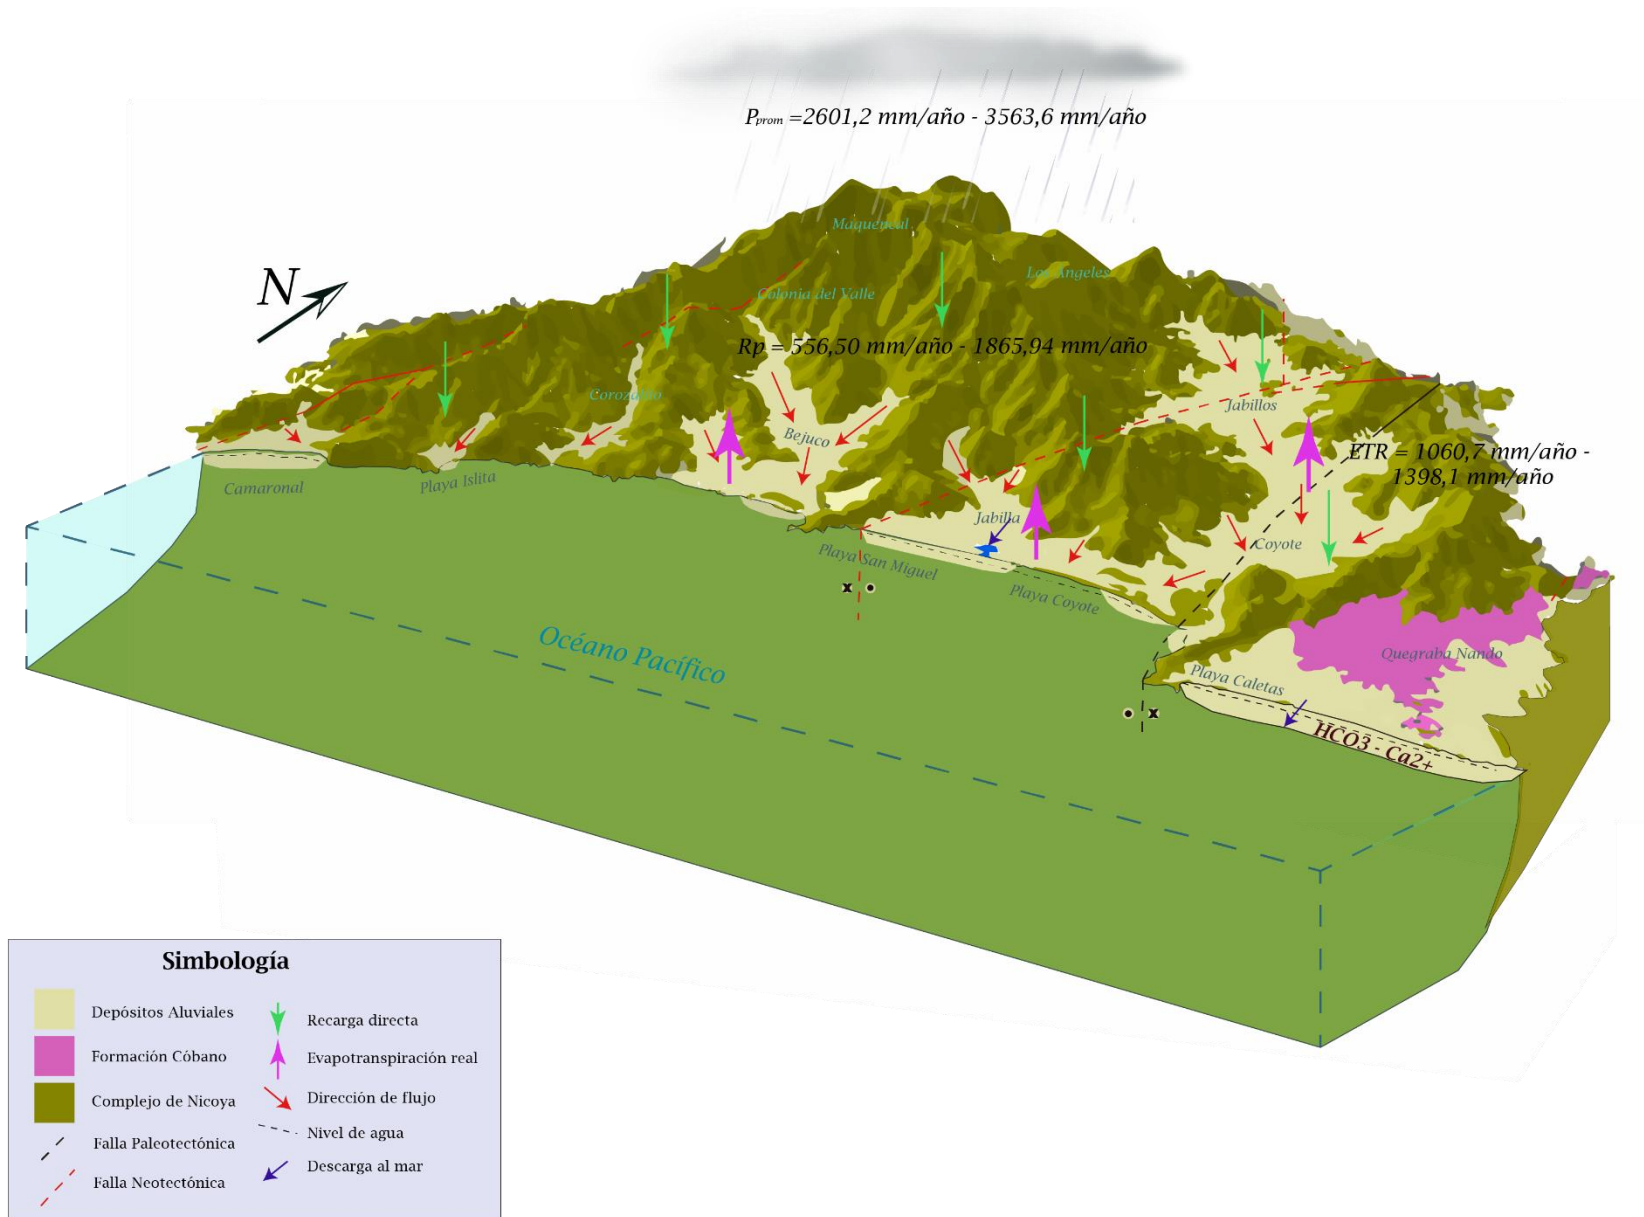 Pprom =2601,2 mm/año - 3563,6 mm/año
Maquencal
N
Los Angeles
Colonia del Valle
Rp = 556,50 mm/año - 1865,94 mm/año
Corozalito
Jabillos
Bejuco
ETR = 1060,7 mm/año -
1398,1 mm/año
Camaronal
Playa Islita
Jabilla
Coyote
Playa San Miguel
Playa Coyote
x
Océano Pacífico
Quegraba Nando
Playa Caletas
x
HCO3 - Ca2+
Simbología
Depósitos Aluviales
Formación Cóbano
Complejo de Nicoya
Falla Paleotectónica
Falla Neotectónica
Recarga directa
Evapotranspiración real
Dirección de flujo
Nivel de agua
Descarga al mar